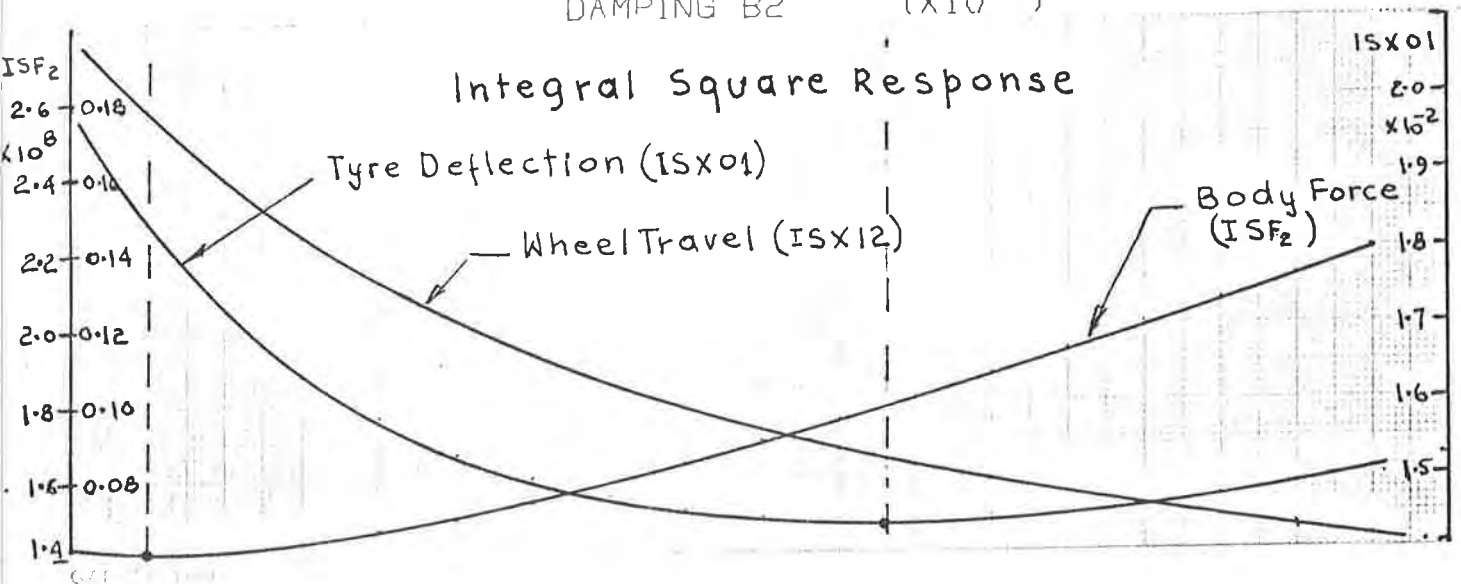 DAMPING B2 (X10
ISF2
ISX01
Integral Square Response
2.6 0.18
2.0
X10^8
X10^-2
Tyre Deflection (ISX01)
2.4 0.16
1.9
Body Force
(ISF2)
Wheel Travel (ISX12)
2.2 0.14
1.8
2.0 0.12
1.7
1.8 0.10
1.6
1.6 0.08
1.5
1.4